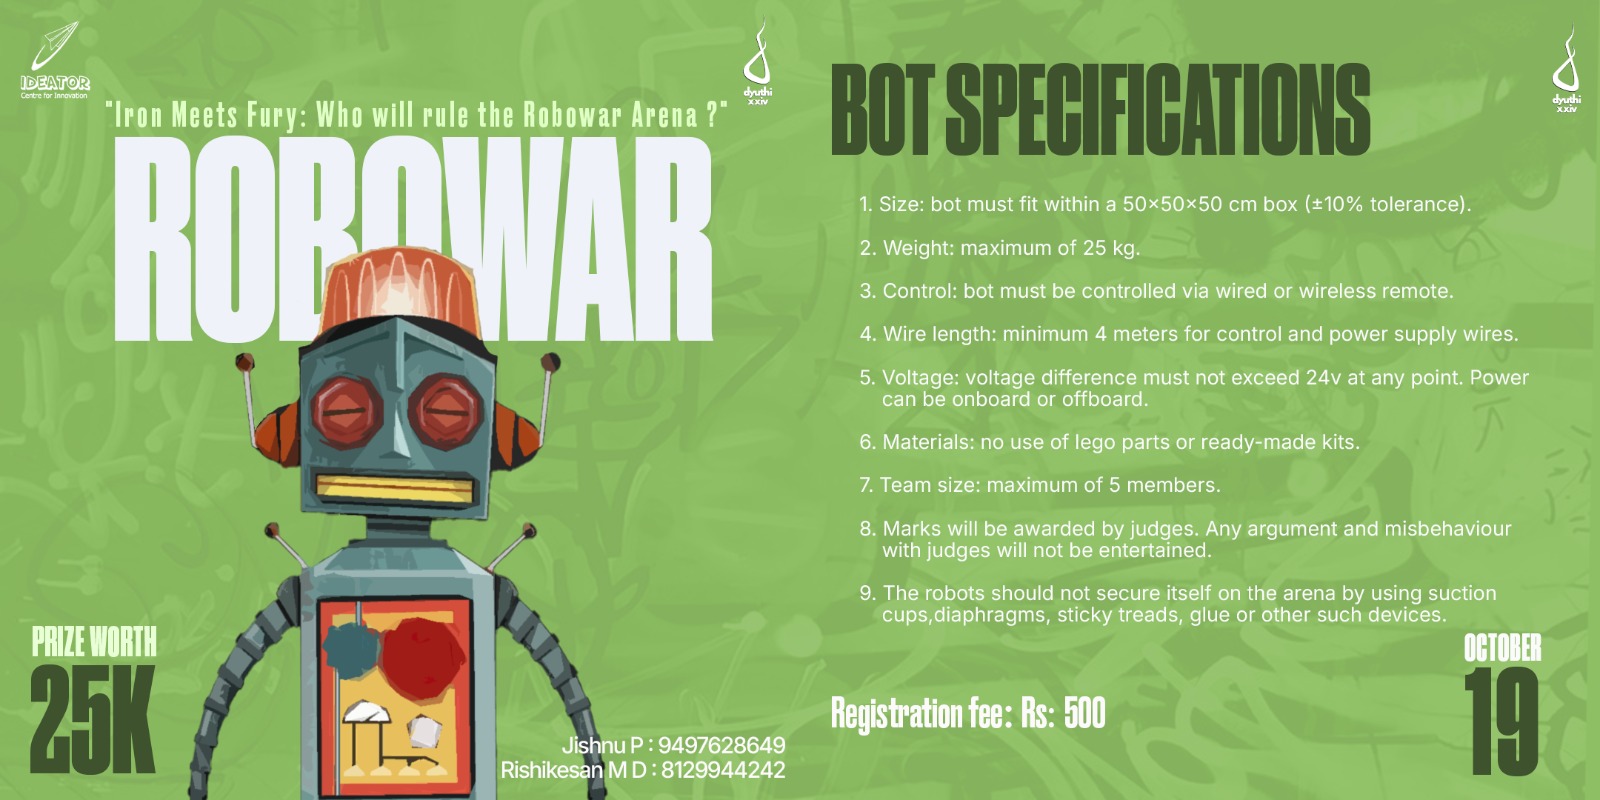 IDEATOR
Centre for Innovation
dyuthi
xxiv
"Iron Meets Fury: Who will rule the Robowar Arena ?"
ROBOWAR
PRIZE WORTH
25K
Jishnu P : 9497628649
Rishikesan M D : 8129944242
dyuthi
xxiv
BOT SPECIFICATIONS
1. Size: bot must fit within a 50×50×50 cm box (±10% tolerance).
2. Weight: maximum of 25 kg.
3. Control: bot must be controlled via wired or wireless remote.
4. Wire length: minimum 4 meters for control and power supply wires.
5. Voltage: voltage difference must not exceed 24v at any point. Power
can be onboard or offboard.
6. Materials: no use of lego parts or ready-made kits.
7. Team size: maximum of 5 members.
8. Marks will be awarded by judges. Any argument and misbehaviour
with judges will not be entertained.
9. The robots should not secure itself on the arena by using suction
cups,diaphragms, sticky treads, glue or other such devices.
Registration fee: Rs: 500
OCTOBER
19